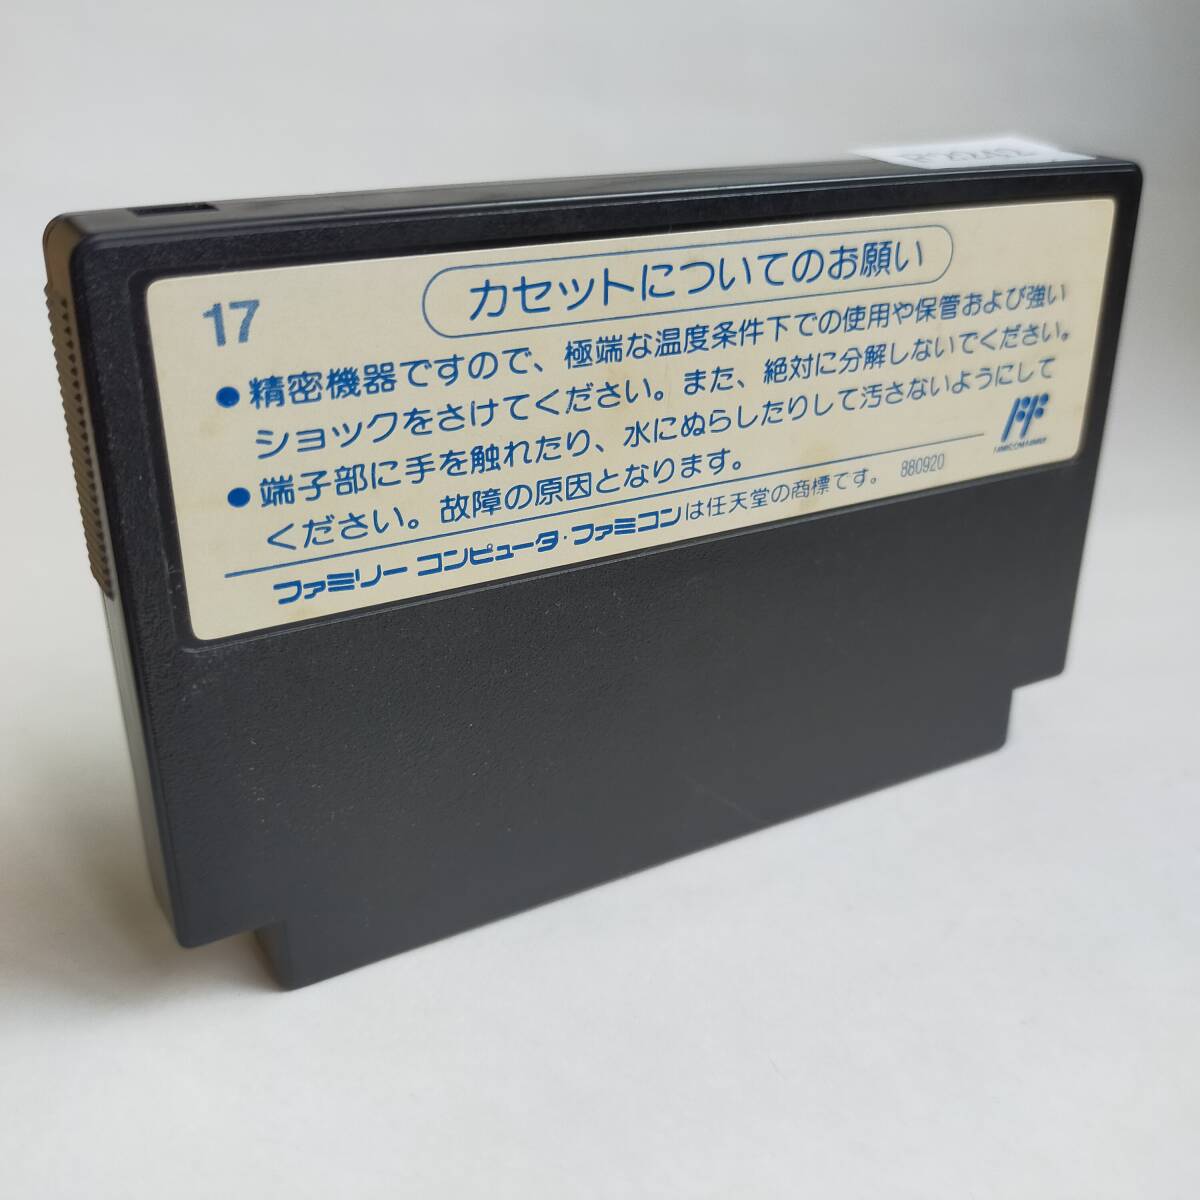 17
カセットについてのお願い
●精密機器ですので、極端な温度条件下での使用や保管および強い
ショックをさけてください。また、絶対に分解しないでください。
●端子部に手を触れたり、水にぬらしたりして汚さないようにして
ください。故障の原因となります。
FAMICOM FAMILY
ファミリー コンピュータ・ファミコンは任天堂の商標です。 880920